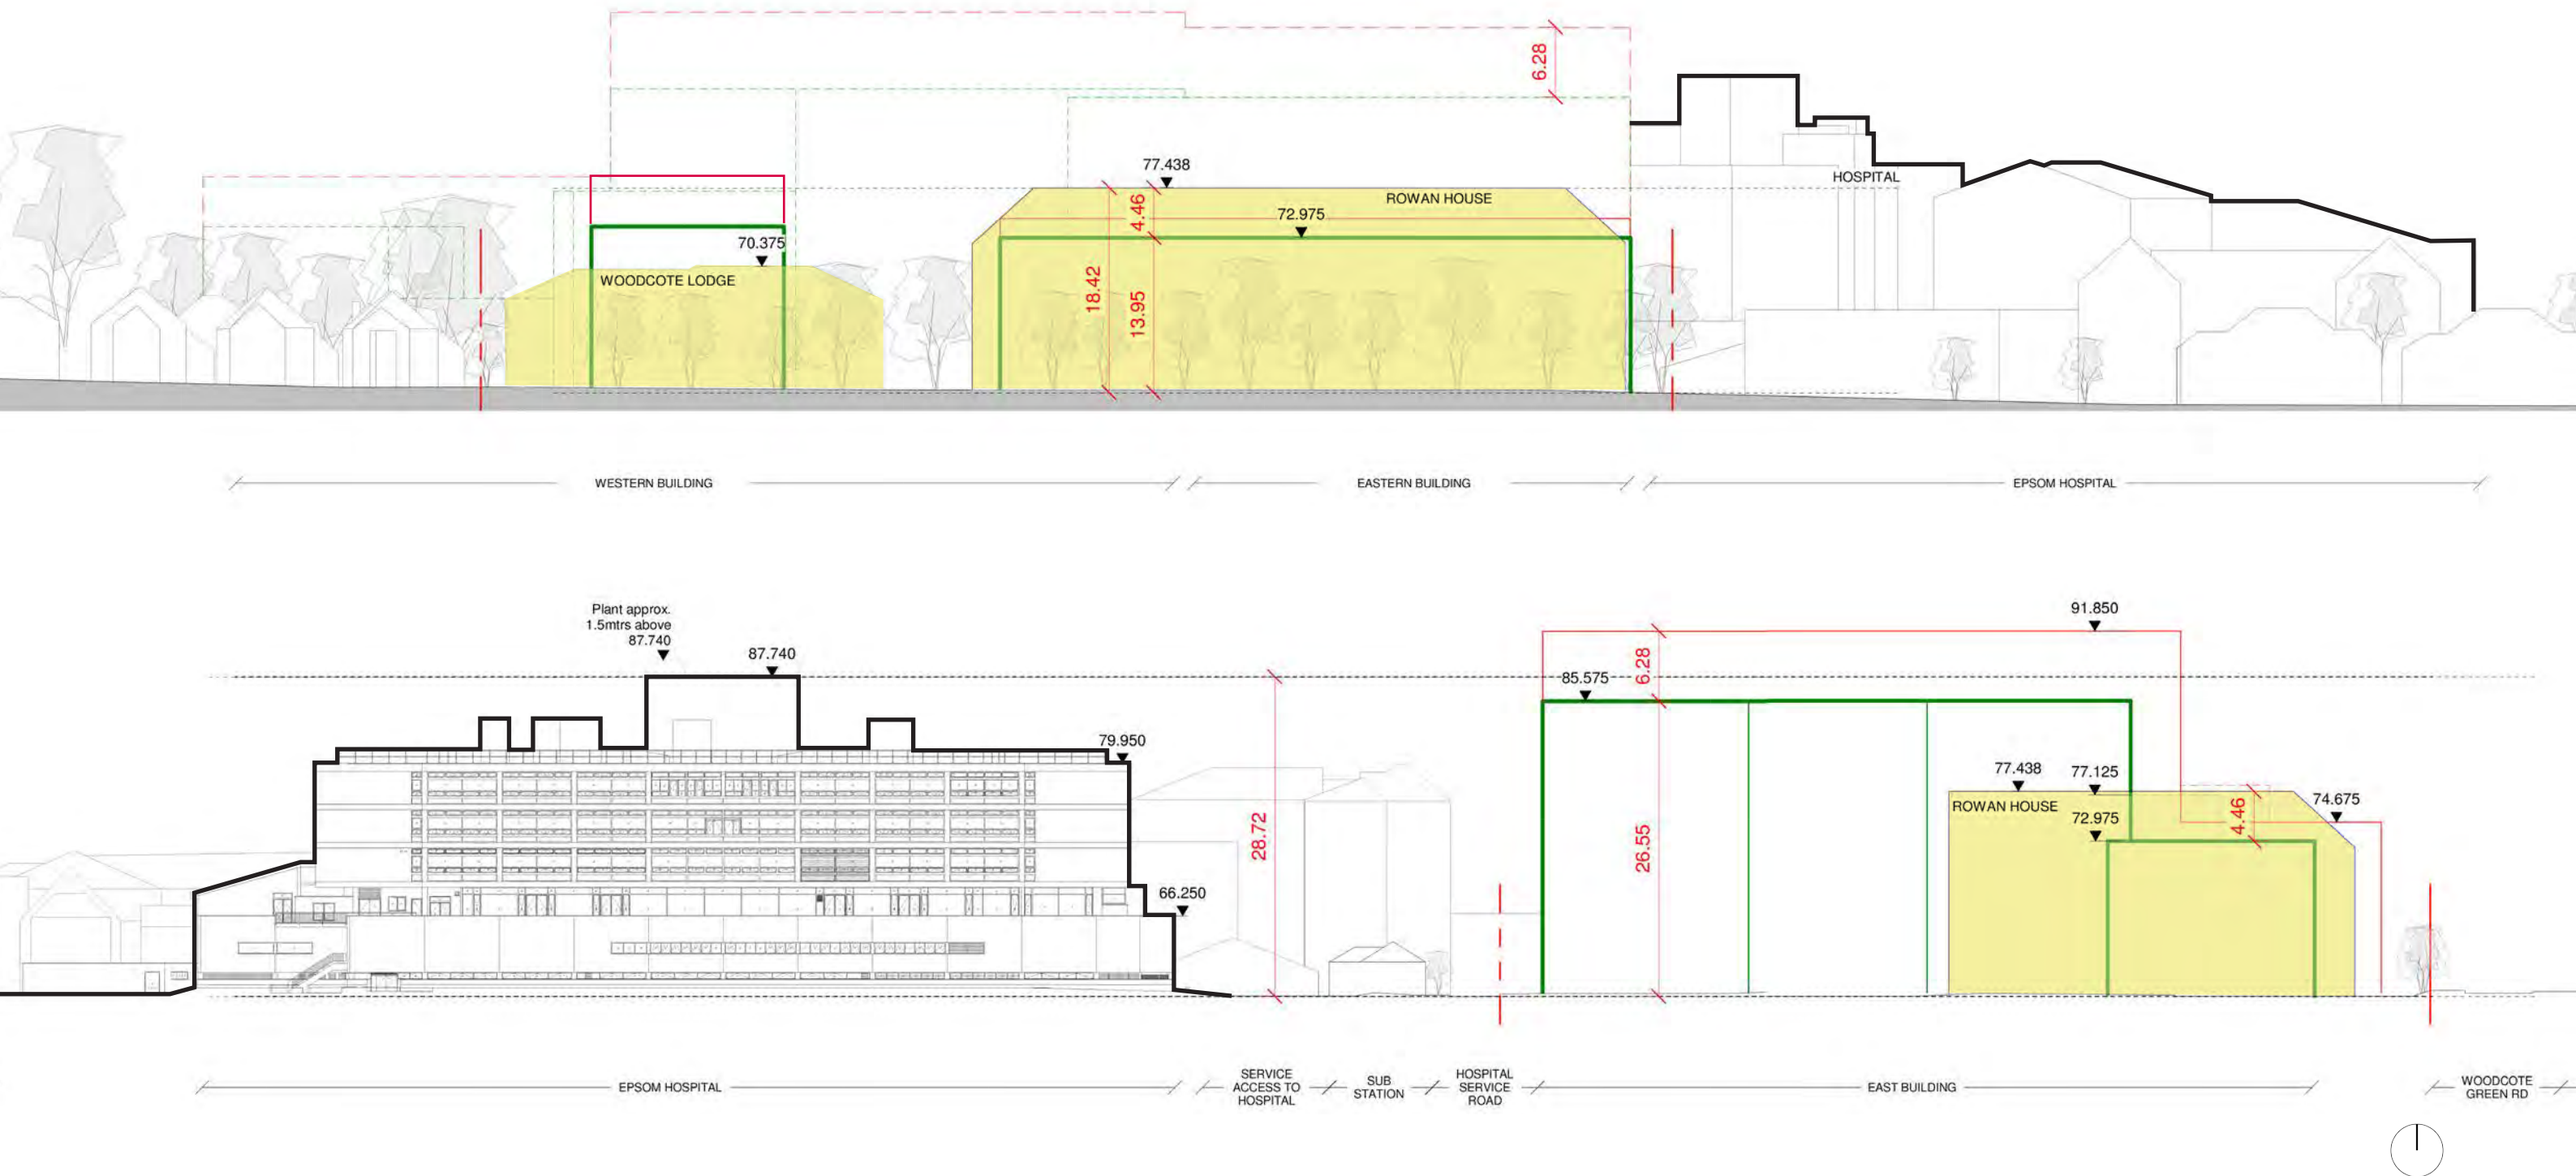 6.28
77.438
HOSPITAL
4.46
ROWAN HOUSE
72.975
70.375
WOODCOTE LODGE
18.42
13.95
WESTERN BUILDING
EASTERN BUILDING
EPSOM HOSPITAL
Plant approx.
1.5mtrs above
87.740
87.740
91.850
85.575
6.28
79.950
77.438
77.125
ROWAN HOUSE
74.675
72.975
4.46
28.72
26.55
66.250
EPSOM HOSPITAL
SERVICE
ACCESS TO
HOSPITAL
SUB
STATION
HOSPITAL
SERVICE
ROAD
EAST BUILDING
WOODCOTE
GREEN RD